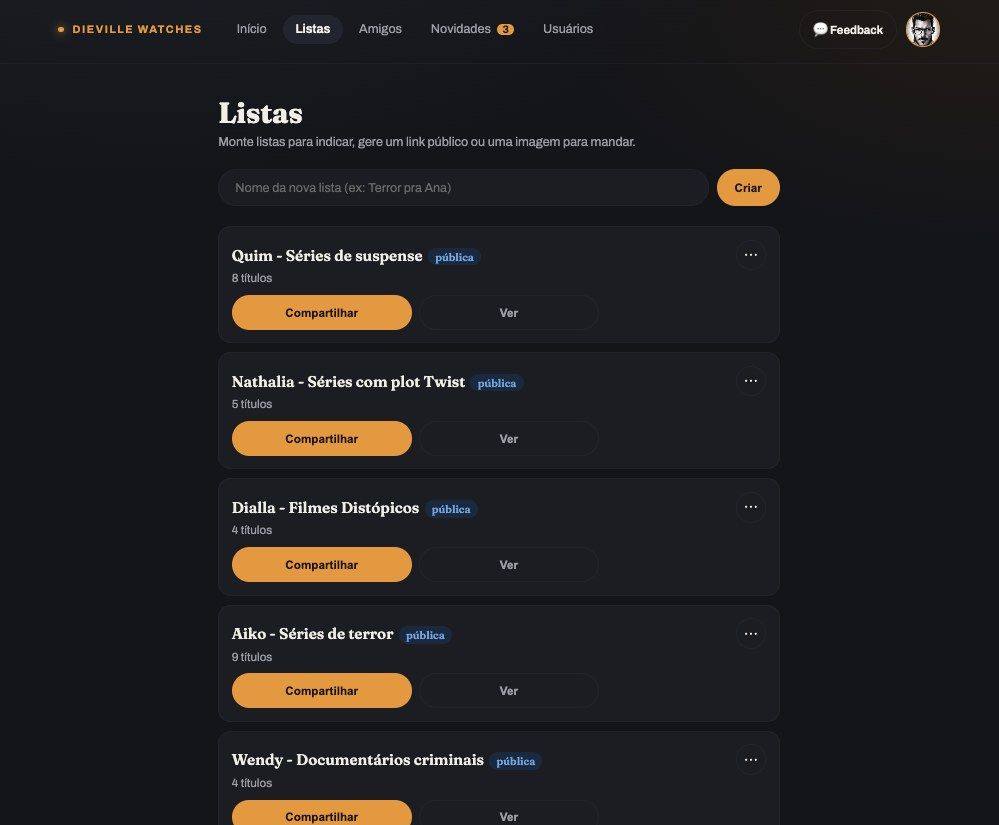 DIEVILLE WATCHES Início Listas Amigos Novidades 3 Usuários 💬 Feedback
Listas
Monte listas para indicar, gere um link público ou uma imagem para mandar.
Nome da nova lista (ex: Terror pra Ana) Criar
Quim - Séries de suspense pública ...
8 títulos
Compartilhar Ver
Nathalia - Séries com plot Twist pública ...
5 títulos
Compartilhar Ver
Dialla - Filmes Distópicos pública ...
4 títulos
Compartilhar Ver
Aiko - Séries de terror pública ...
9 títulos
Compartilhar Ver
Wendy - Documentários criminais pública ...
4 títulos
Compartilhar Ver